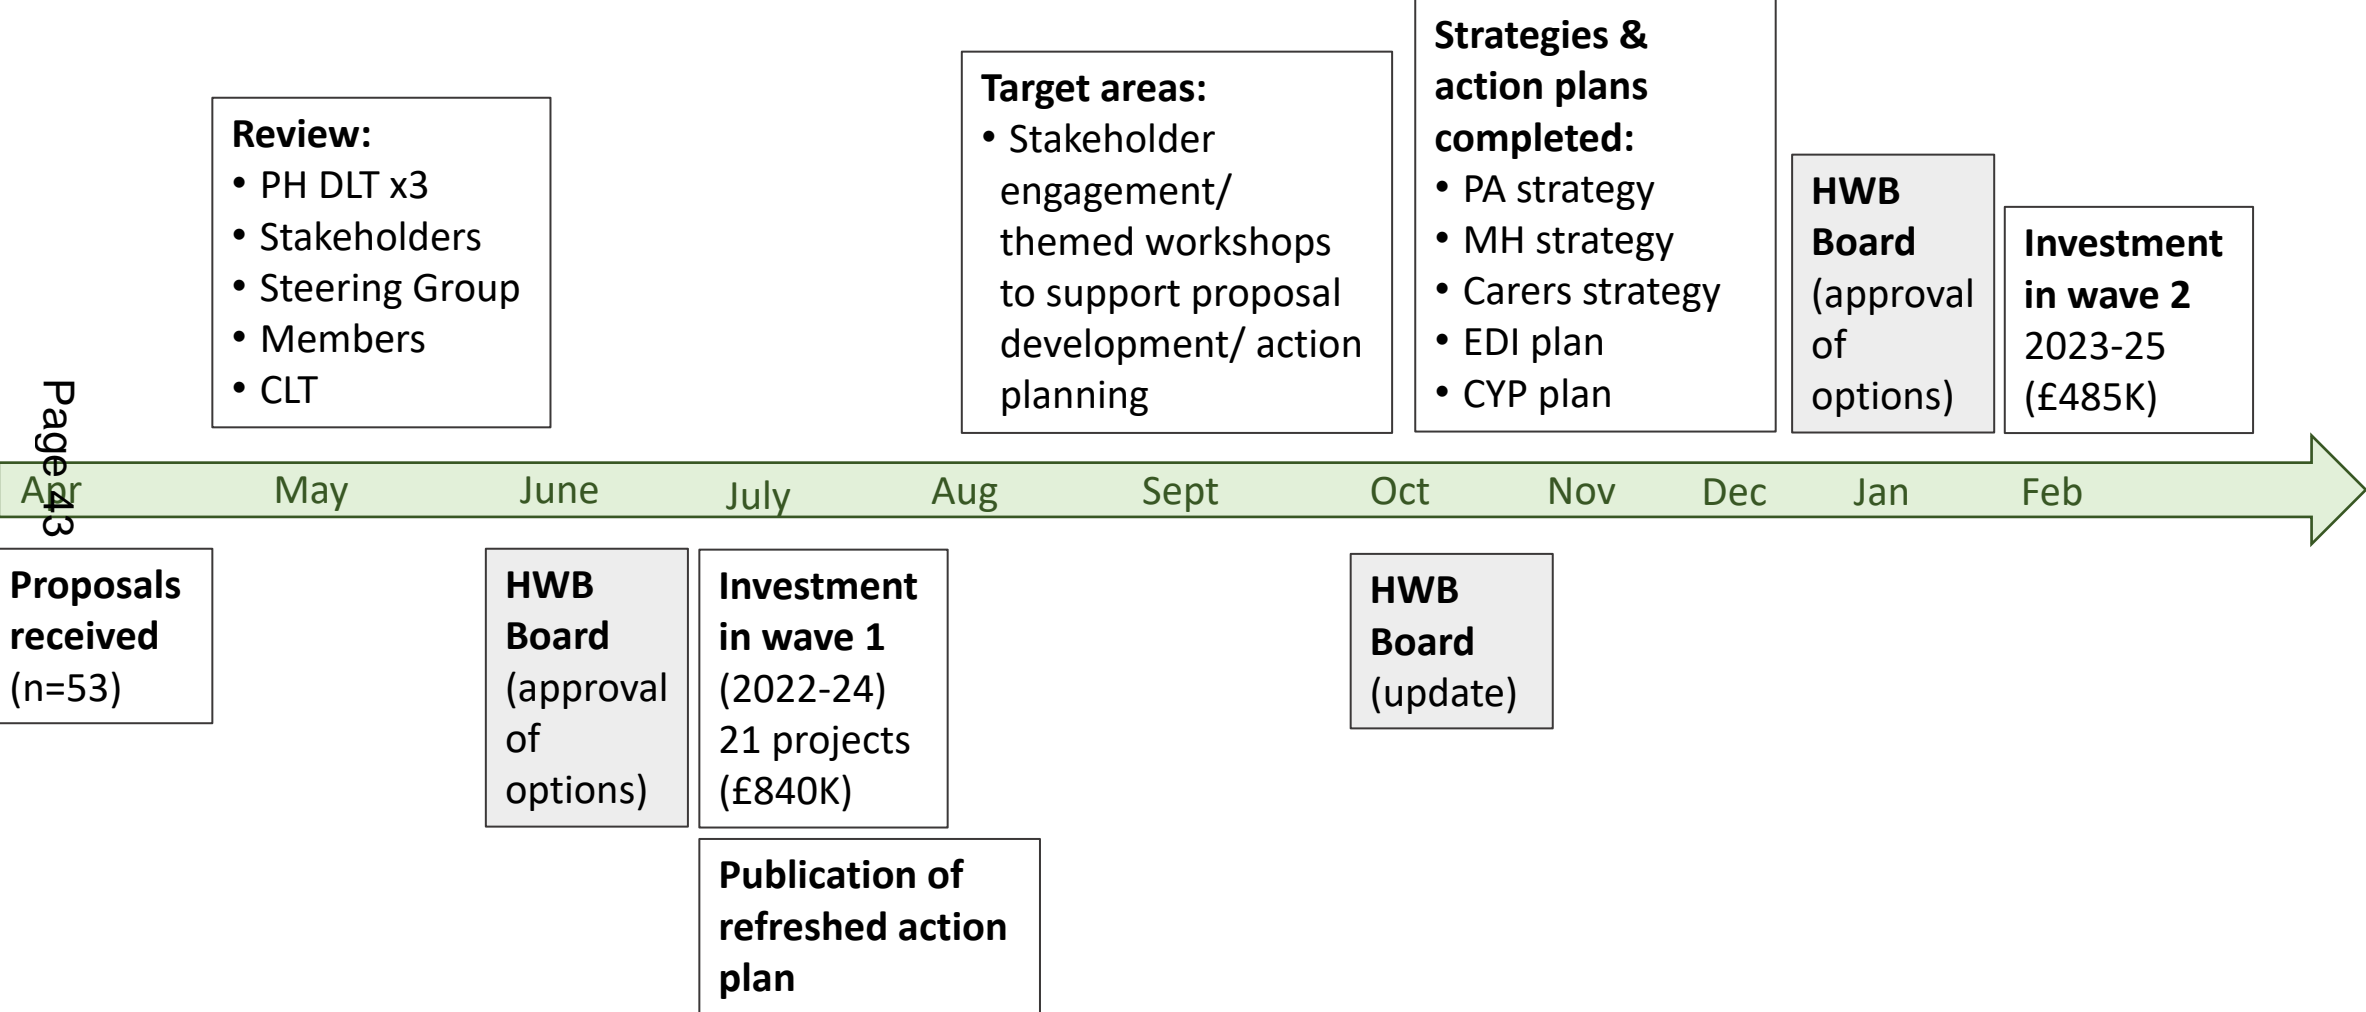 Review:
• PH DLT x3
• Stakeholders
• Steering Group
• Members
• CLT
Target areas:
• Stakeholder
engagement/
themed workshops
to support proposal
development/ action
planning
Strategies &
action plans
completed:
• PA strategy
• MH strategy
• Carers strategy
• EDI plan
• CYP plan
HWB
Board
(approval
of
options)
Investment
in wave 2
2023-25
(£485K)
Page 43
Apr
May
June
July
Aug
Sept
Oct
Nov
Dec
Jan
Feb
Proposals
received
(n=53)
HWB
Board
(approval
of
options)
Investment
in wave 1
(2022-24)
21 projects
(£840K)
Publication of
refreshed action
plan
HWB
Board
(update)